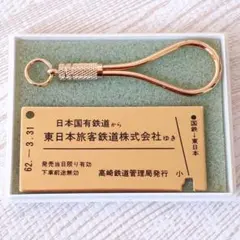 日本国有鉄道から
東日本旅客鉄道株式会社ゆき
62.-3.31
発売当日限り有効
下車前途無効
高崎鉄道管理局発行 小
国鉄→東日本